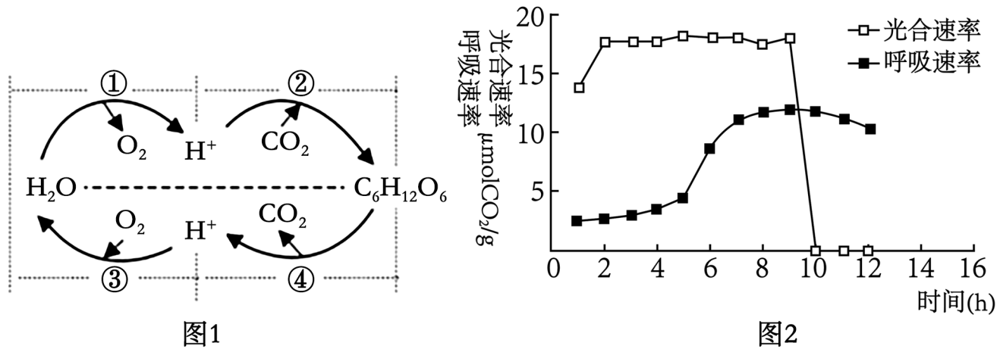 ① ②
O₂ H⁺ CO₂
H₂O C₆H₁₂O₆
O₂ H⁺ CO₂
③ ④
图1
光合速率
呼吸速率
μmolCO₂/g
20
15
10
5
0 2 4 6 8 10 12 14 16
时间(h)
光合速率
呼吸速率
图2